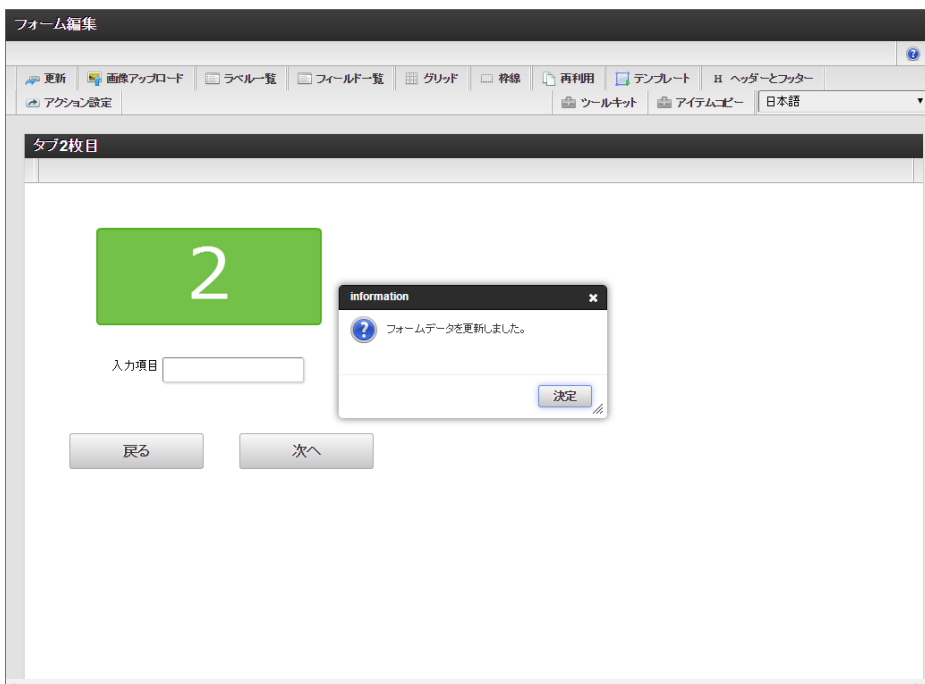 フォーム編集
更新 画像アップロード ラベル一覧 フィールド一覧 グリッド 枠線 再利用 テンプレート H ヘッダーとフッター
アクション設定 ツールキット アイテムコピー 日本語
タブ2枚目
2
information
フォームデータを更新しました。
入力項目
決定
戻る 次へ